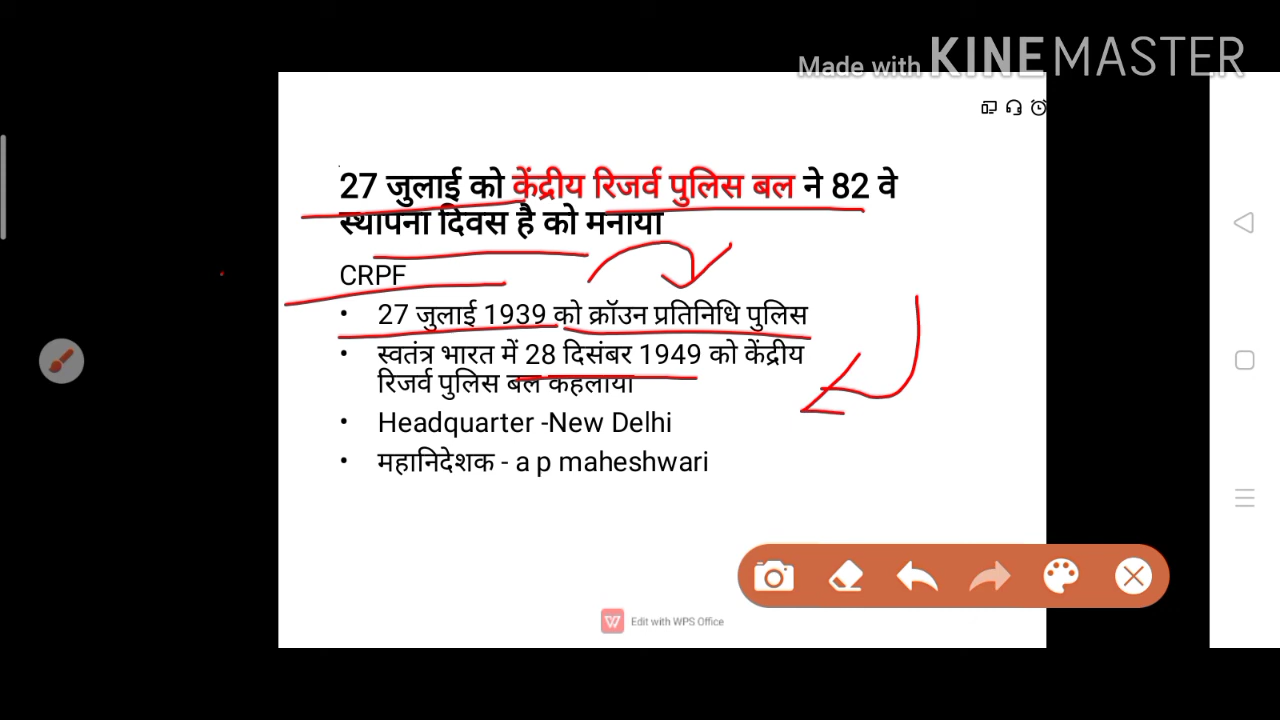 Made with KINEMASTER
27 जुलाई को केंद्रीय रिजर्व पुलिस बल ने 82 वे
स्थापना दिवस है को मनाया
CRPF
• 27 जुलाई 1939 को क्रॉउन प्रतिनिधि पुलिस
• स्वतंत्र भारत में 28 दिसंबर 1949 को केंद्रीय
रिजर्व पुलिस बल कहलाया
• Headquarter -New Delhi
• महानिदेशक - a p maheshwari
Edit with WPS Office